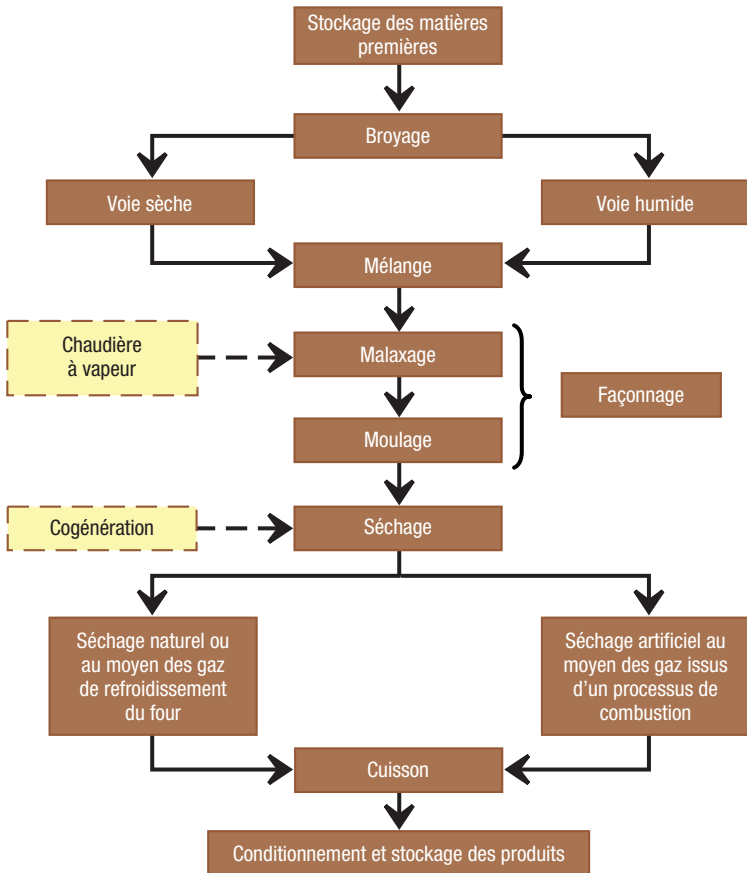 Stockage des matières
premières
Broyage
Voie sèche
Voie humide
Mélange
Chaudière
à vapeur
Malaxage
Façonnage
Moulage
Cogénération
Séchage
Séchage naturel ou
au moyen des gaz
de refroidissement
du four
Séchage artificiel au
moyen des gaz issus
d’un processus de
combustion
Cuisson
Conditionnement et stockage des produits